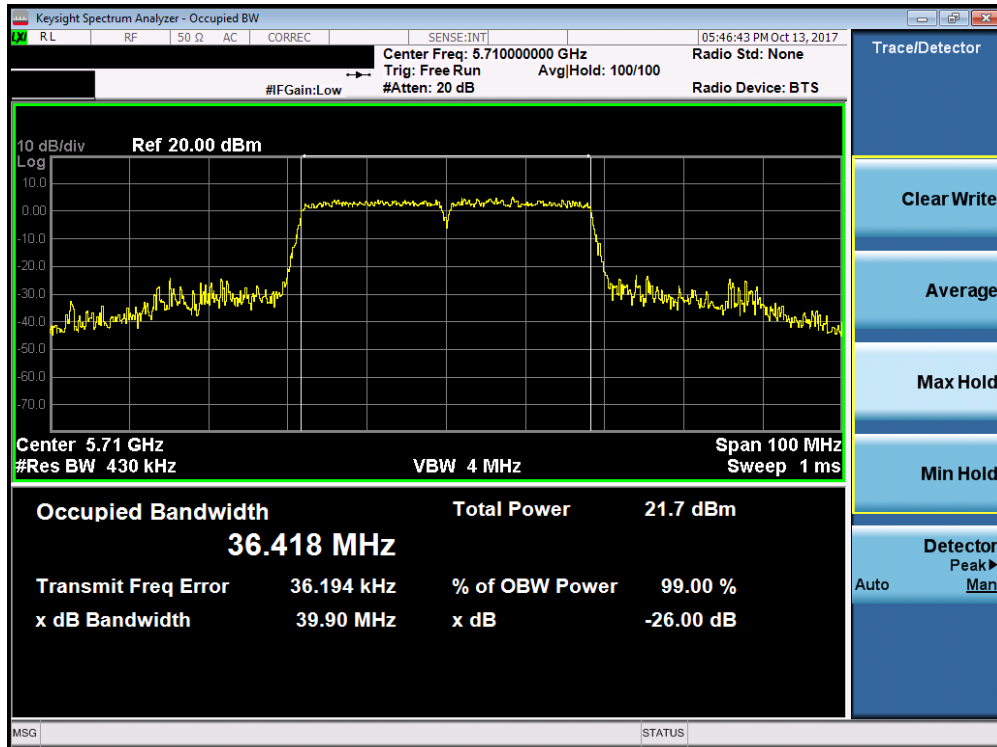 Keysight Spectrum Analyzer - Occupied BW
LXI RL RF 50 Ω AC CORREC SENSE:INT 05:46:43 PM Oct 13, 2017
Center Freq: 5.710000000 GHz Radio Std: None
Trig: Free Run Avg|Hold: 100/100
#IFGain:Low #Atten: 20 dB Radio Device: BTS
Trace/Detector
10 dB/div Ref 20.00 dBm
Log
10.0
0.00
-10.0
-20.0
-30.0
-40.0
-50.0
-60.0
-70.0
Center 5.71 GHz Span 100 MHz
#Res BW 430 kHz VBW 4 MHz Sweep 1 ms
Occupied Bandwidth Total Power 21.7 dBm
36.418 MHz
Transmit Freq Error 36.194 kHz % of OBW Power 99.00 %
x dB Bandwidth 39.90 MHz x dB -26.00 dB
Clear Write
Average
Max Hold
Min Hold
Detector
Peak▶
Auto Man
MSG STATUS